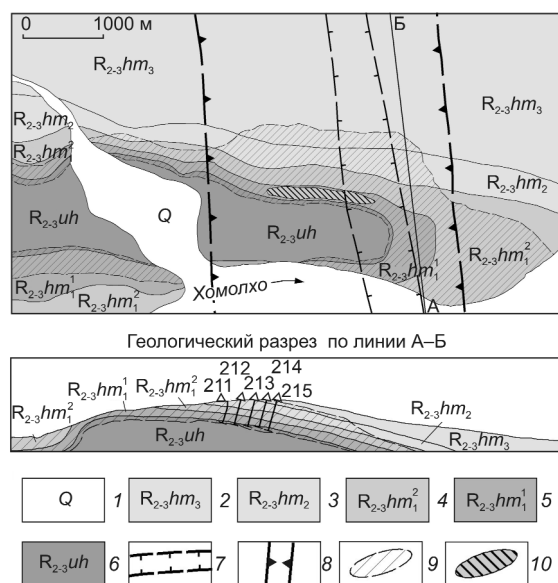 0 1000 м
Б
R₂₋₃hm₃
R₂₋₃hm₃
R₂₋₃hm₂
R₂₋₃hm₂
R₂₋₃hm₁²
R₂₋₃uh
Q
R₂₋₃uh
R₂₋₃hm₁²
R₂₋₃hm₁¹
R₂₋₃hm₁¹
R₂₋₃hm₁²
Хомолхо
А
Геологический разрез по линии А–Б
214
212
211 213
215
R₂₋₃hm₁²
R₂₋₃hm₁¹
R₂₋₃hm₁²
R₂₋₃hm₂
R₂₋₃uh
R₂₋₃hm₃
Q 1 R₂₋₃hm₃ 2 R₂₋₃hm₂ 3 R₂₋₃hm₁² 4 R₂₋₃hm₁¹ 5
R₂₋₃uh 6 7 8 9 10